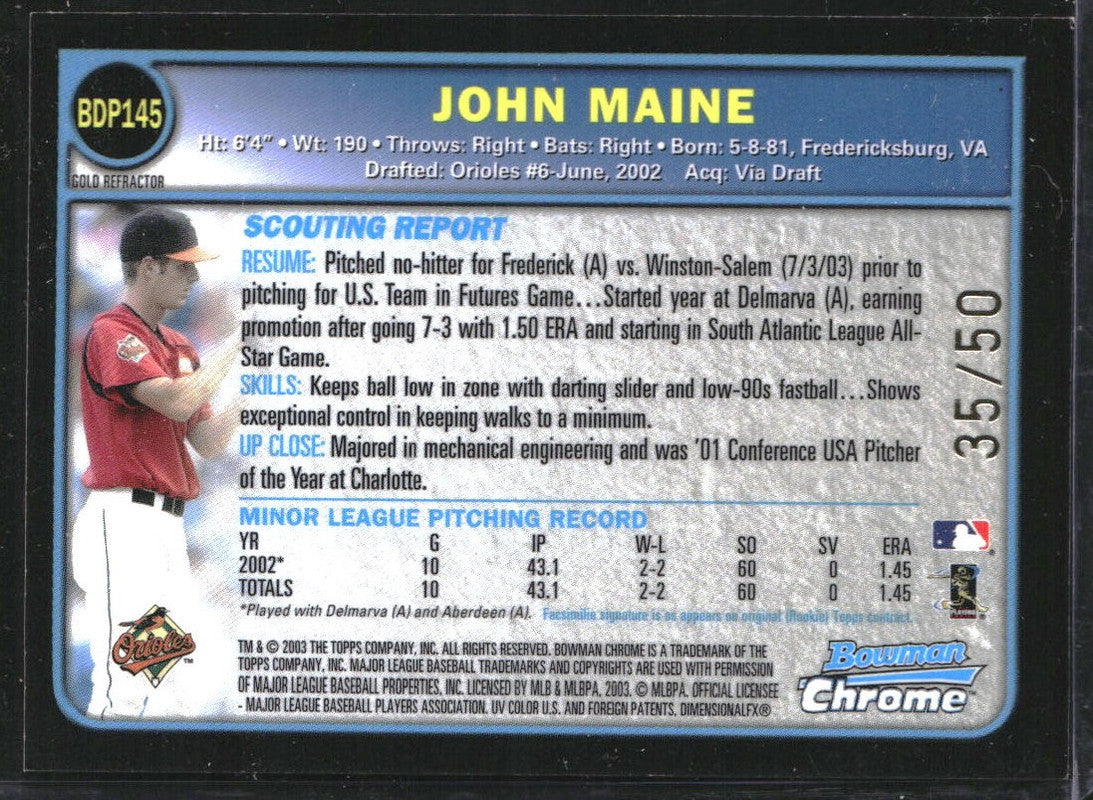 BDP145
GOLD REFRACTOR
JOHN MAINE
Ht: 6'4" • Wt: 190 • Throws: Right • Bats: Right • Born: 5-8-81, Fredericksburg, VA
Drafted: Orioles #6-June, 2002 Acq: Via Draft
SCOUTING REPORT
RESUME: Pitched no-hitter for Frederick (A) vs. Winston-Salem (7/3/03) prior to
pitching for U.S. Team in Futures Game...Started year at Delmarva (A), earning
promotion after going 7-3 with 1.50 ERA and starting in South Atlantic League All-
Star Game.
SKILLS: Keeps ball low in zone with darting slider and low-90s fastball...Shows
exceptional control in keeping walks to a minimum.
UP CLOSE: Majored in mechanical engineering and was '01 Conference USA Pitcher
of the Year at Charlotte.
35/50
MINOR LEAGUE PITCHING RECORD
YR G IP W-L SO SV ERA
2002* 10 43.1 2-2 60 0 1.45
TOTALS 10 43.1 2-2 60 0 1.45
*Played with Delmarva (A) and Aberdeen (A). Facsimile signature is as appears on original (Rookie) Topps contract.
Orioles
TM & © 2003 THE TOPPS COMPANY, INC. ALL RIGHTS RESERVED. BOWMAN CHROME IS A TRADEMARK OF THE
TOPPS COMPANY, INC. MAJOR LEAGUE BASEBALL TRADEMARKS AND COPYRIGHTS ARE USED WITH PERMISSION
OF MAJOR LEAGUE BASEBALL PROPERTIES, INC. LICENSED BY MLB & MLBPA, 2003. © MLBPA. OFFICIAL LICENSEE
- MAJOR LEAGUE BASEBALL PLAYERS ASSOCIATION. UV COLOR U.S. AND FOREIGN PATENTS. DIMENSIONALFX®
Bowman
Chrome